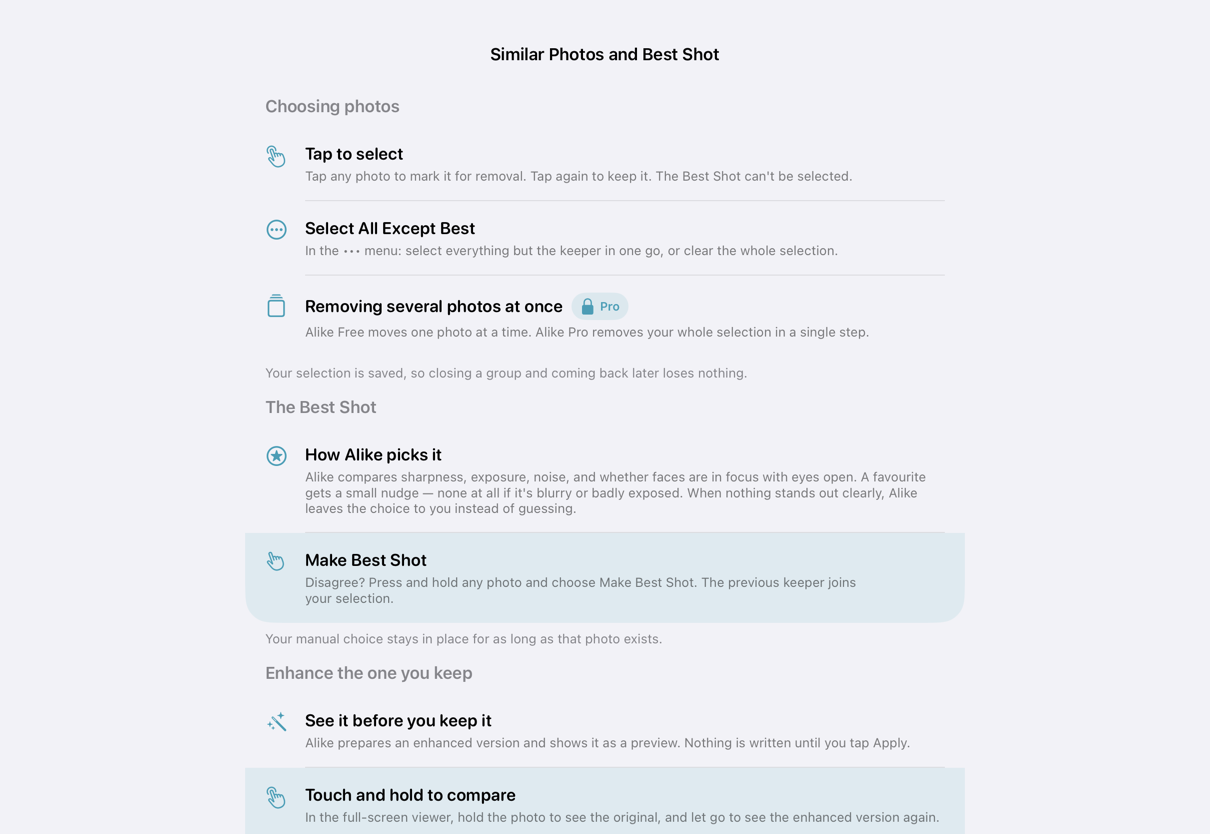 Similar Photos and Best Shot
Choosing photos
Tap to select
Tap any photo to mark it for removal. Tap again to keep it. The Best Shot can't be selected.
Select All Except Best
In the ••• menu: select everything but the keeper in one go, or clear the whole selection.
Removing several photos at once Pro
Alike Free moves one photo at a time. Alike Pro removes your whole selection in a single step.
Your selection is saved, so closing a group and coming back later loses nothing.
The Best Shot
How Alike picks it
Alike compares sharpness, exposure, noise, and whether faces are in focus with eyes open. A favourite
gets a small nudge — none at all if it's blurry or badly exposed. When nothing stands out clearly, Alike
leaves the choice to you instead of guessing.
Make Best Shot
Disagree? Press and hold any photo and choose Make Best Shot. The previous keeper joins
your selection.
Your manual choice stays in place for as long as that photo exists.
Enhance the one you keep
See it before you keep it
Alike prepares an enhanced version and shows it as a preview. Nothing is written until you tap Apply.
Touch and hold to compare
In the full-screen viewer, hold the photo to see the original, and let go to see the enhanced version again.